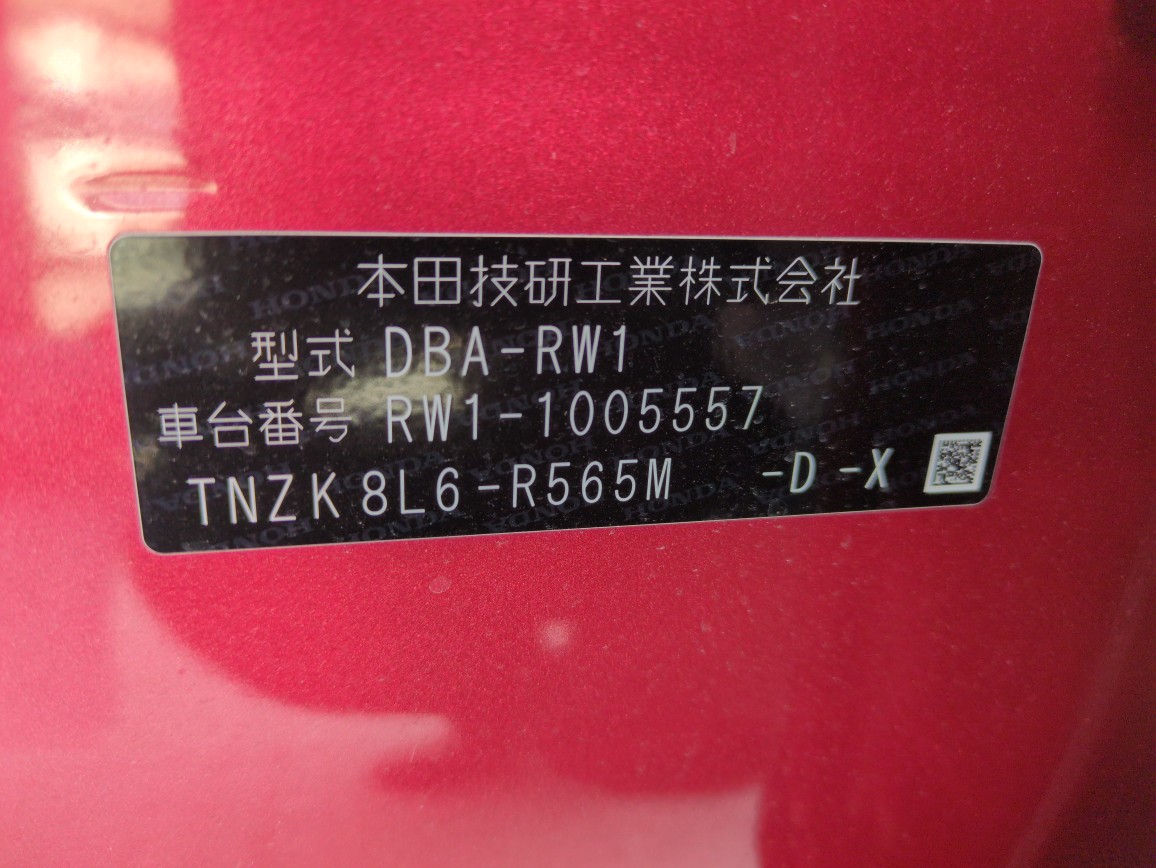 本田技研工業株式会社
型式 DBA-RW1
車台番号 RW1-1005557
TNZK8L6-R565M -D -X